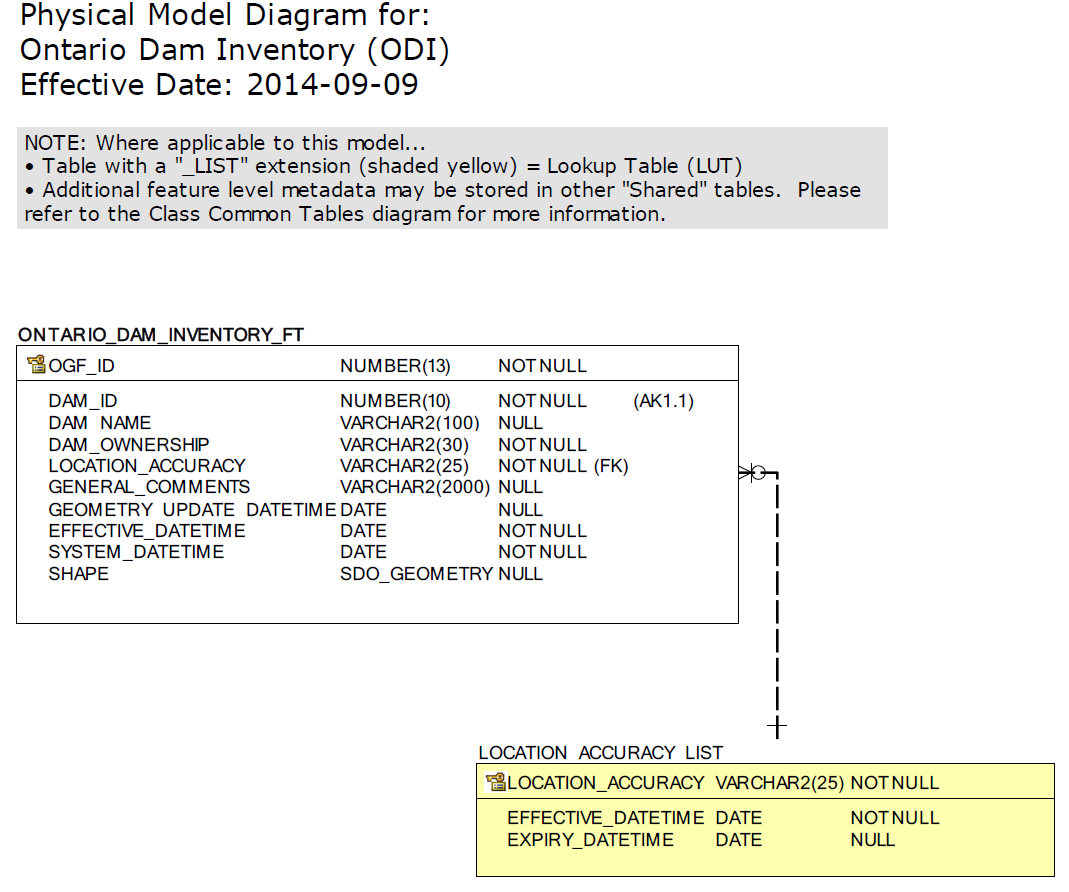 Physical Model Diagram for:
Ontario Dam Inventory (ODI)
Effective Date: 2014-09-09
NOTE: Where applicable to this model...
• Table with a "_LIST" extension (shaded yellow) = Lookup Table (LUT)
• Additional feature level metadata may be stored in other "Shared" tables.  Please
refer to the Class Common Tables diagram for more information.
ONTARIO_DAM_INVENTORY_FT
OGF_ID NUMBER(13) NOT NULL
DAM_ID NUMBER(10) NOT NULL (AK1.1)
DAM_NAME VARCHAR2(100) NULL
DAM_OWNERSHIP VARCHAR2(30) NOT NULL
LOCATION_ACCURACY VARCHAR2(25) NOT NULL (FK)
GENERAL_COMMENTS VARCHAR2(2000) NULL
GEOMETRY_UPDATE_DATETIME DATE NULL
EFFECTIVE_DATETIME DATE NOT NULL
SYSTEM_DATETIME DATE NOT NULL
SHAPE SDO_GEOMETRY NULL
LOCATION_ACCURACY_LIST
LOCATION_ACCURACY VARCHAR2(25) NOT NULL
EFFECTIVE_DATETIME DATE NOT NULL
EXPIRY_DATETIME DATE NULL